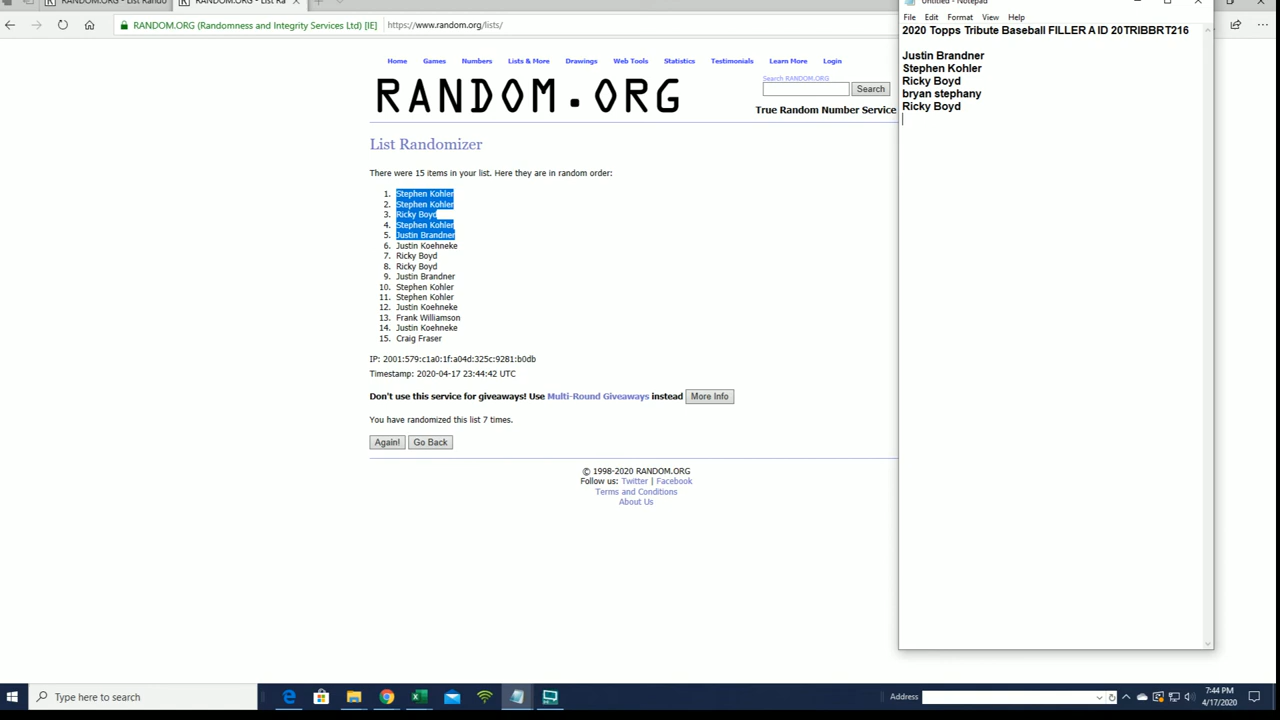 RANDOM.ORG - List Rando
RANDOM.ORG - List Ra
RANDOM.ORG (Randomness and Integrity Services Ltd) [IE]
https://www.random.org/lists/
Home Games Numbers Lists & More Drawings Web Tools Statistics Testimonials Learn More Login
Search RANDOM.ORG
Search
RANDOM.ORG
True Random Number Service
List Randomizer
There were 15 items in your list. Here they are in random order:
1. Stephen Kohler
2. Stephen Kohler
3. Ricky Boyd
4. Stephen Kohler
5. Justin Brandner
6. Justin Koehneke
7. Ricky Boyd
8. Ricky Boyd
9. Justin Brandner
10. Stephen Kohler
11. Stephen Kohler
12. Justin Koehneke
13. Frank Williamson
14. Justin Koehneke
15. Craig Fraser
IP: 2001:579:c1a0:1f:a04d:325c:9281:b0db
Timestamp: 2020-04-17 23:44:42 UTC
Don't use this service for giveaways! Use Multi-Round Giveaways instead More Info
You have randomized this list 7 times.
Again! Go Back
© 1998-2020 RANDOM.ORG
Follow us: Twitter | Facebook
Terms and Conditions
About Us
Untitled - Notepad
File Edit Format View Help
2020 Topps Tribute Baseball FILLER A ID 20TRIBBRT216
Justin Brandner
Stephen Kohler
Ricky Boyd
bryan stephany
Ricky Boyd
Type here to search
Address
7:44 PM
4/17/2020